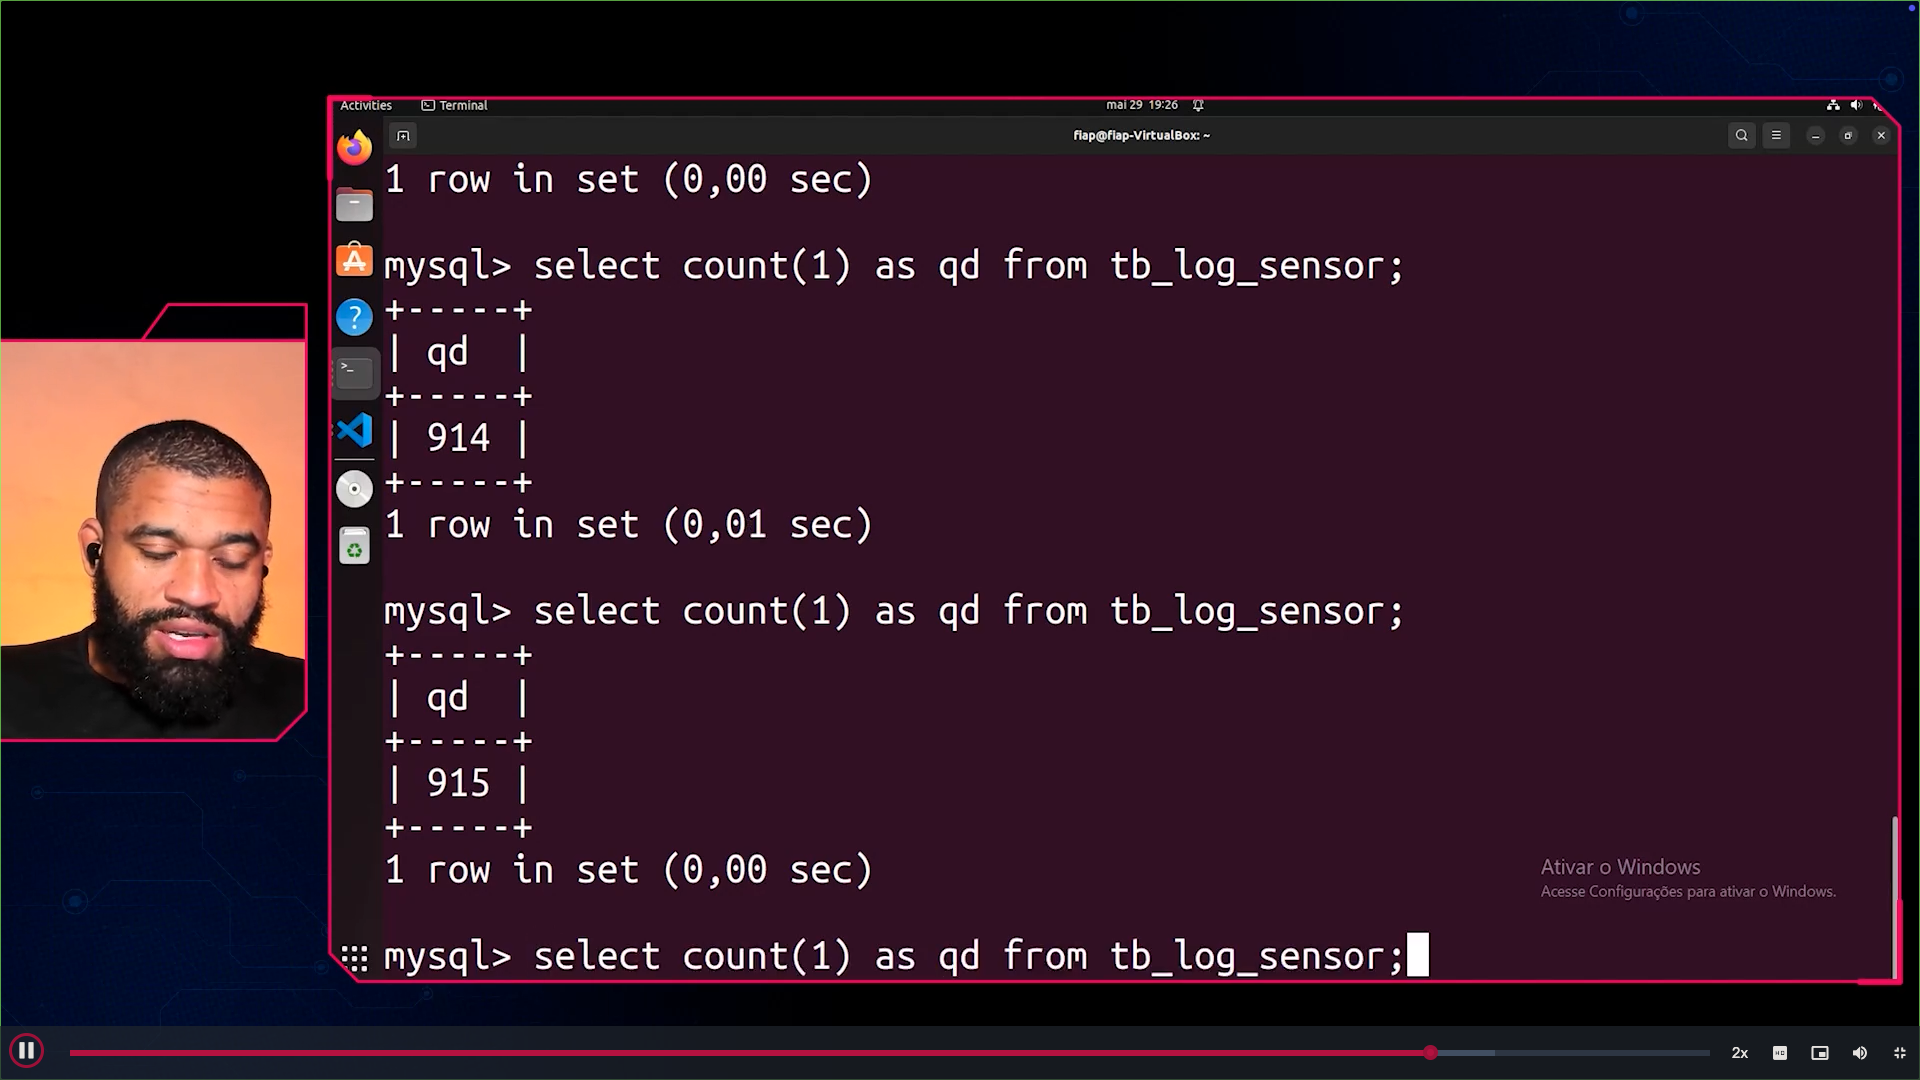 Activities
Terminal
mai 29 19:26
fiap@fiap-VirtualBox: ~
1 row in set (0,00 sec)
mysql> select count(1) as qd from tb_log_sensor;
+-----+
| qd  |
+-----+
| 914 |
+-----+
1 row in set (0,01 sec)
mysql> select count(1) as qd from tb_log_sensor;
+-----+
| qd  |
+-----+
| 915 |
+-----+
1 row in set (0,00 sec)
Ativar o Windows
Acesse Configurações para ativar o Windows.
mysql> select count(1) as qd from tb_log_sensor;
2x